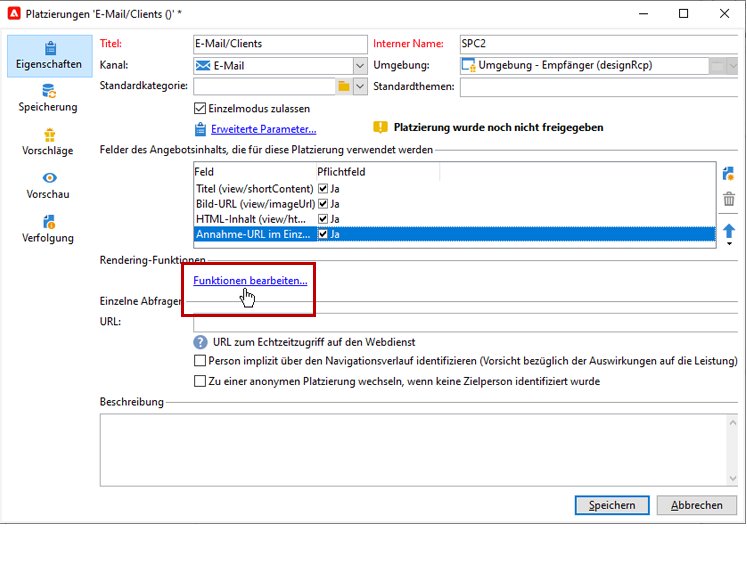 Platzierungen 'E-Mail/Clients ()' *
Eigenschaften
Speicherung
Vorschläge
Vorschau
Verfolgung
Titel: E-Mail/Clients Interner Name: SPC2
Kanal: E-Mail Umgebung: Umgebung - Empfänger (designRcp)
Standardkategorie: Standardthemen:
Einzelmodus zulassen
Erweiterte Parameter... Platzierung wurde noch nicht freigegeben
Felder des Angebotsinhalts, die für diese Platzierung verwendet werden
Feld Pflichtfeld
Titel (view/shortContent) Ja
Bild-URL (view/imageUrl) Ja
HTML-Inhalt (view/ht... Ja
Annahme-URL im Einz... Ja
Rendering-Funktionen
Funktionen bearbeiten...
Einzelne Abfragen
URL:
URL zum Echtzeitzugriff auf den Webdienst
Person implizit über den Navigationsverlauf identifizieren (Vorsicht bezüglich der Auswirkungen auf die Leistung)
Zu einer anonymen Platzierung wechseln, wenn keine Zielperson identifiziert wurde
Beschreibung
Speichern Abbrechen